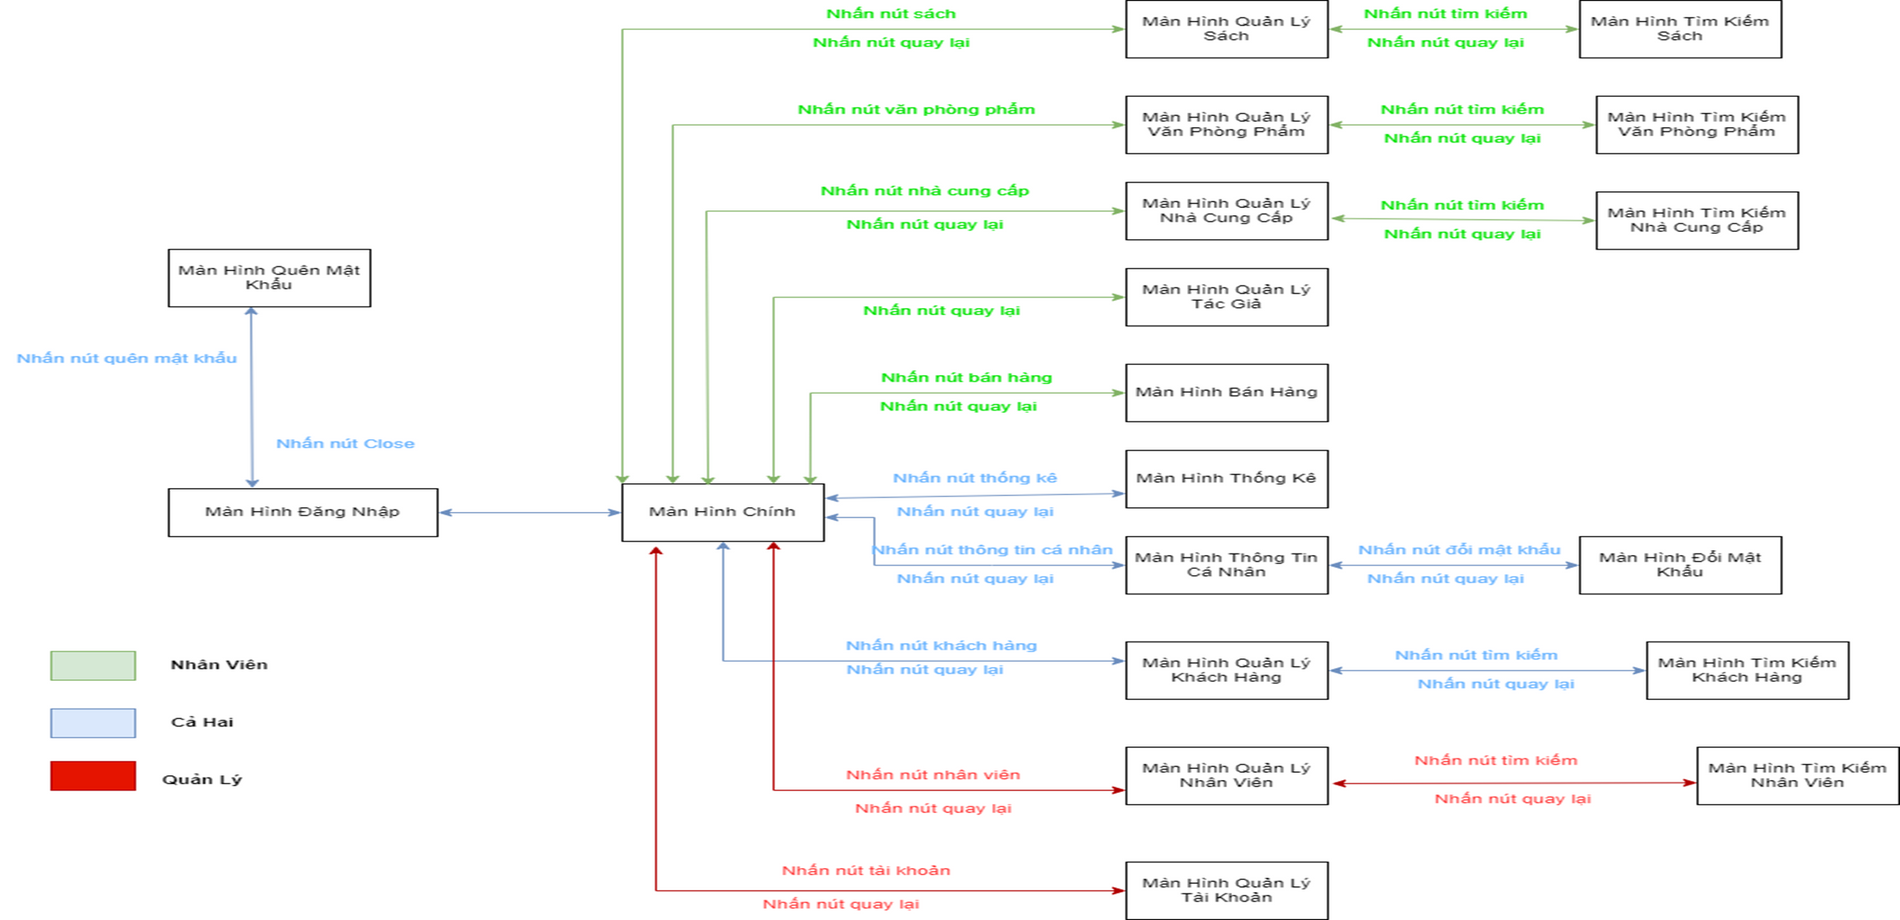 Nhấn nút sách
Nhấn nút quay lại
Màn Hình Quản Lý
Sách
Nhấn nút tìm kiếm
Nhấn nút quay lại
Màn Hình Tìm Kiếm
Sách
Nhấn nút văn phòng phẩm
Màn Hình Quản Lý
Văn Phòng Phẩm
Nhấn nút tìm kiếm
Nhấn nút quay lại
Màn Hình Tìm Kiếm
Văn Phòng Phẩm
Nhấn nút nhà cung cấp
Nhấn nút quay lại
Màn Hình Quản Lý
Nhà Cung Cấp
Nhấn nút tìm kiếm
Nhấn nút quay lại
Màn Hình Tìm Kiếm
Nhà Cung Cấp
Màn Hình Quên Mật
Khẩu
Nhấn nút quay lại
Màn Hình Quản Lý
Tác Giả
Nhấn nút quên mật khẩu
Nhấn nút bán hàng
Nhấn nút quay lại
Màn Hình Bán Hàng
Nhấn nút Close
Màn Hình Đăng Nhập
Màn Hình Chính
Nhấn nút thống kê
Nhấn nút quay lại
Màn Hình Thống Kê
Nhấn nút thông tin cá nhân
Nhấn nút quay lại
Màn Hình Thông Tin
Cá Nhân
Nhấn nút đổi mật khẩu
Nhấn nút quay lại
Màn Hình Đổi Mật
Khẩu
Nhấn nút khách hàng
Nhấn nút quay lại
Màn Hình Quản Lý
Khách Hàng
Nhấn nút tìm kiếm
Nhấn nút quay lại
Màn Hình Tìm Kiếm
Khách Hàng
Nhân Viên
Cả Hai
Quản Lý
Nhấn nút nhân viên
Nhấn nút quay lại
Màn Hình Quản Lý
Nhân Viên
Nhấn nút tìm kiếm
Nhấn nút quay lại
Màn Hình Tìm Kiếm
Nhân Viên
Nhấn nút tài khoản
Nhấn nút quay lại
Màn Hình Quản Lý
Tài Khoản